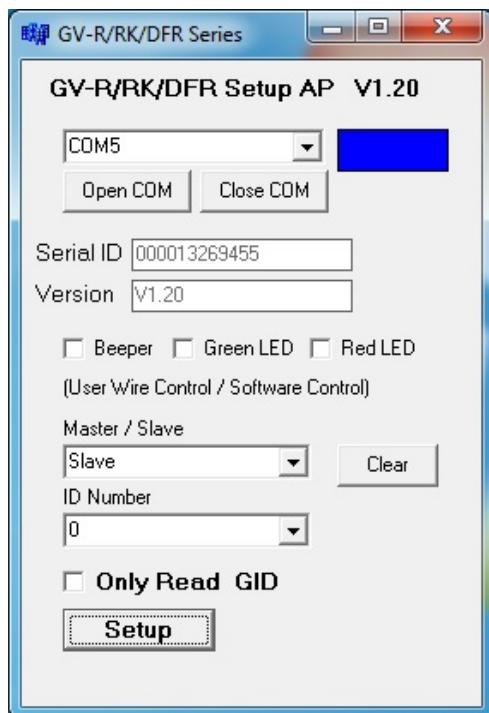 GV-R/RK/DFR Series
GV-R/RK/DFR Setup AP V1.20
COM5
Open COM Close COM
Serial ID 000013269455
Version V1.20
Beeper Green LED Red LED
(User Wire Control / Software Control)
Master / Slave
Slave Clear
ID Number
0
Only Read GID
Setup